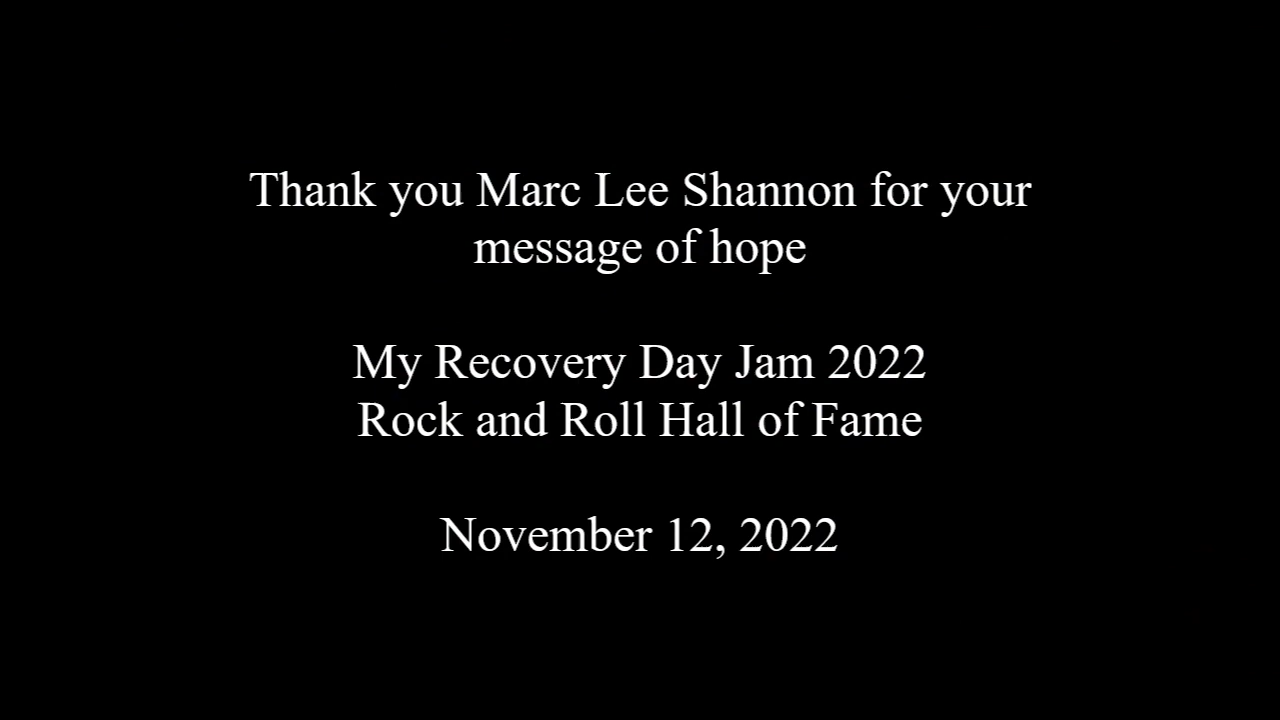 Thank you Marc Lee Shannon for your
message of hope
My Recovery Day Jam 2022
Rock and Roll Hall of Fame
November 12, 2022